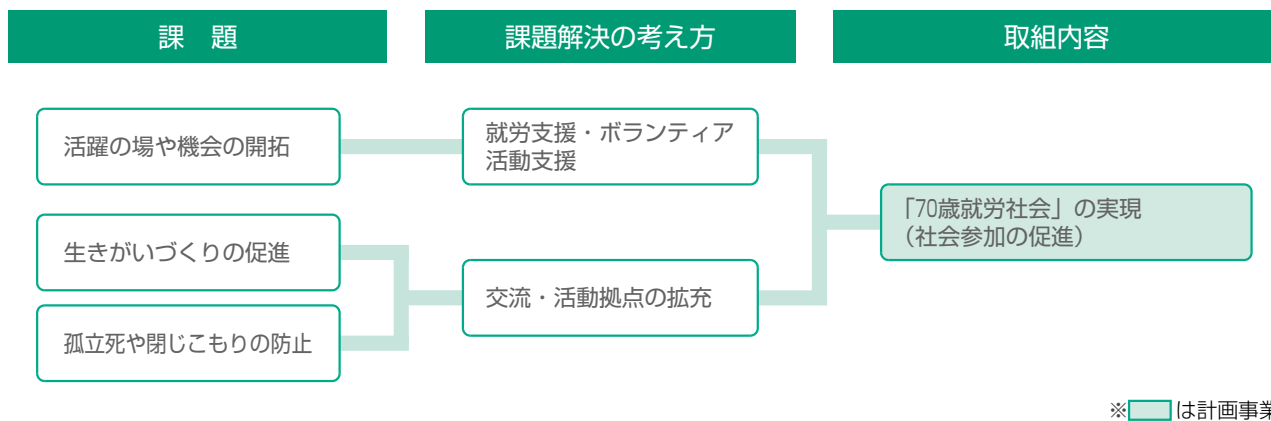 課　題
課題解決の考え方
取組内容
活躍の場や機会の開拓
就労支援・ボランティア
活動支援
「70歳就労社会」の実現
（社会参加の促進）
生きがいづくりの促進
交流・活動拠点の拡充
孤立死や閉じこもりの防止
※　は計画事業